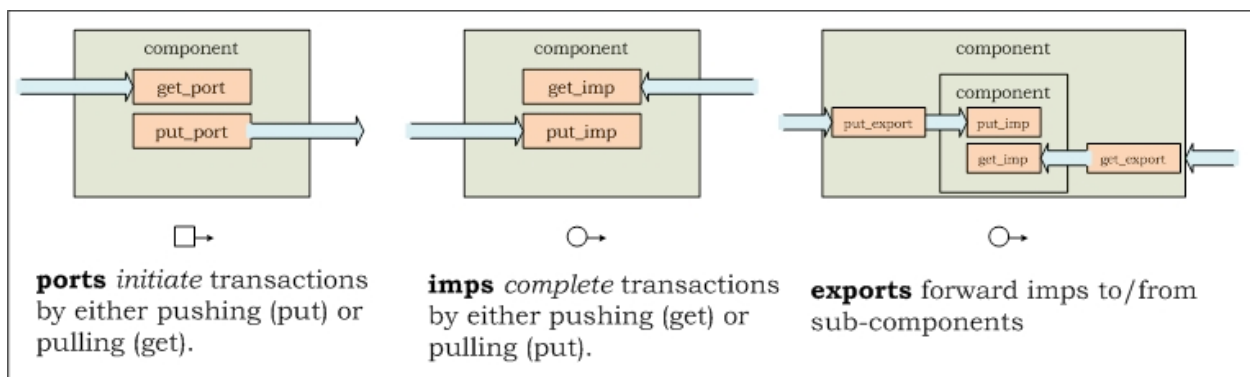 component
get_port
put_port
component
get_imp
put_imp
component
component
put_export
put_imp
get_imp
get_export
ports initiate transactions
by either pushing (put) or
pulling (get).
imps complete transactions
by either pushing (get) or
pulling (put).
exports forward imps to/from
sub-components